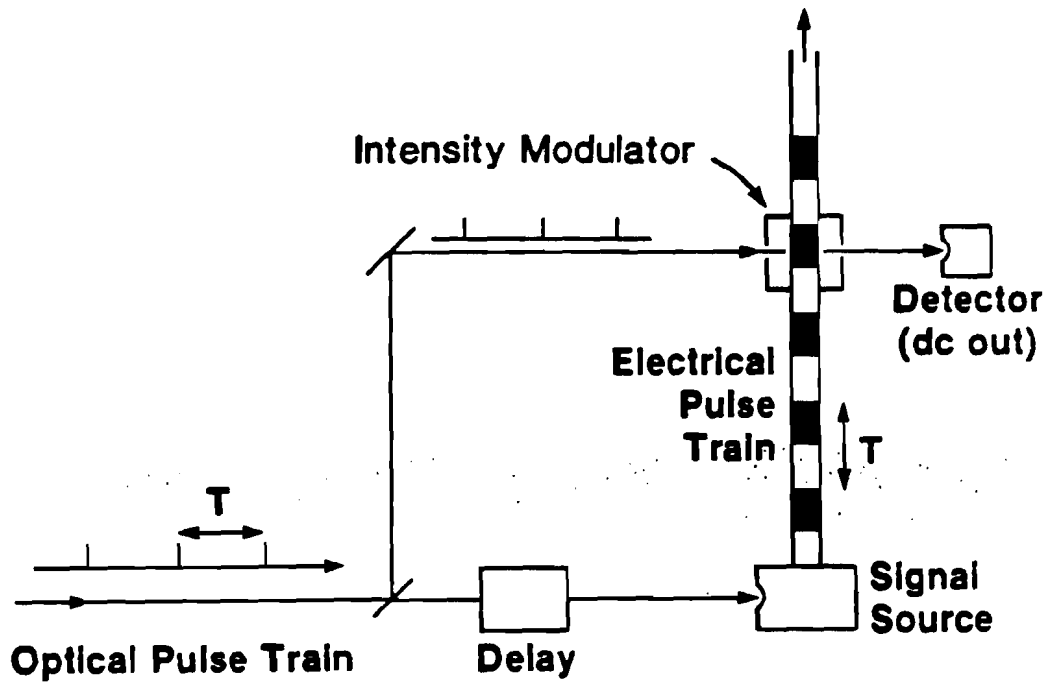 Intensity Modulator
Detector
(dc out)
Electrical
Pulse
Train
T
T
Signal
Source
Optical Pulse Train
Delay